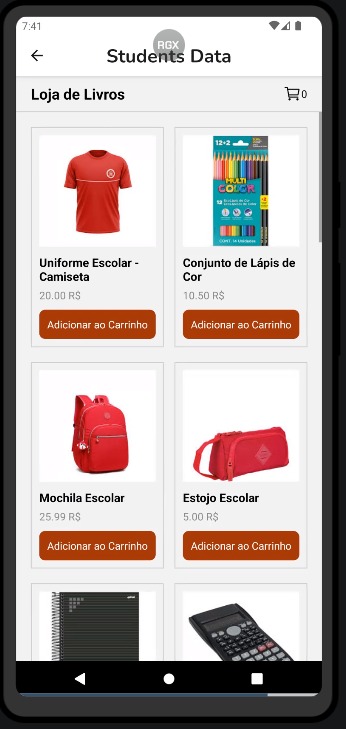 7:41
RGX
Students Data
Loja de Livros
0
12+2
MULTI
COLOR
Uniforme Escolar -
Camiseta
Conjunto de Lápis de
Cor
20.00 R$
10.50 R$
Adicionar ao Carrinho
Adicionar ao Carrinho
Mochila Escolar
Estojo Escolar
25.99 R$
5.00 R$
Adicionar ao Carrinho
Adicionar ao Carrinho